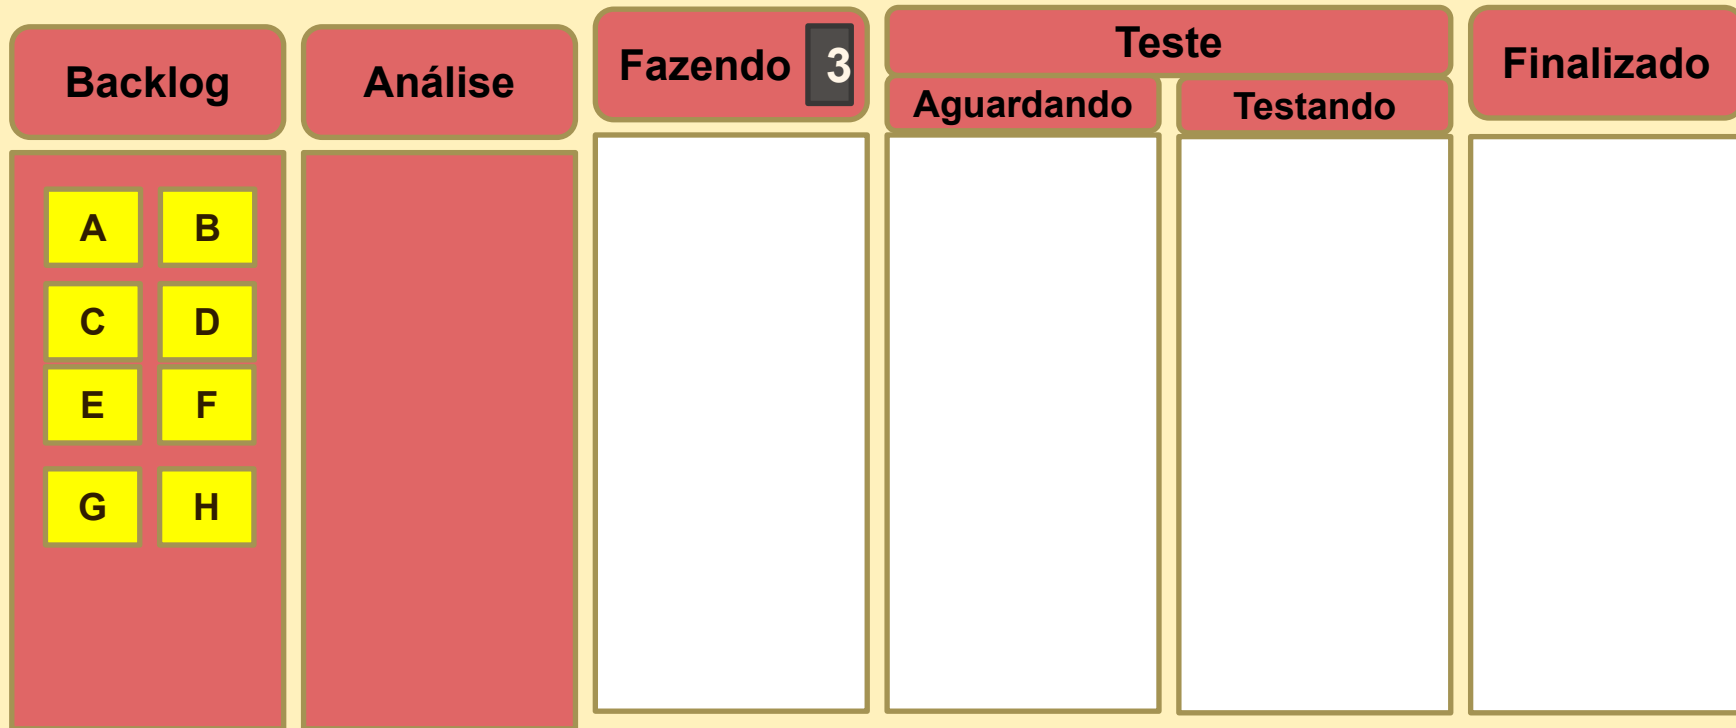 Backlog
Análise
Fazendo 3
Teste
Aguardando
Testando
Finalizado
A B
C D
E F
G H